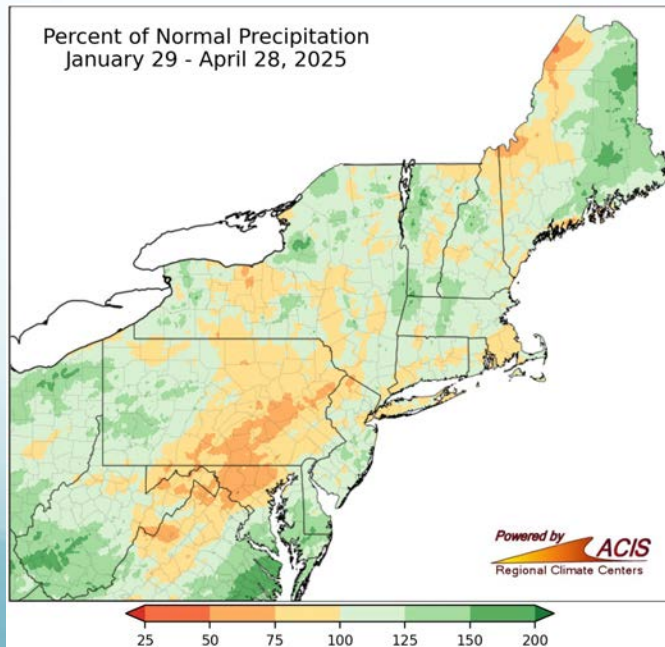 Percent of Normal Precipitation
January 29 - April 28, 2025
Powered by
ACIS
Regional Climate Centers
25 50 75 100 125 150 200